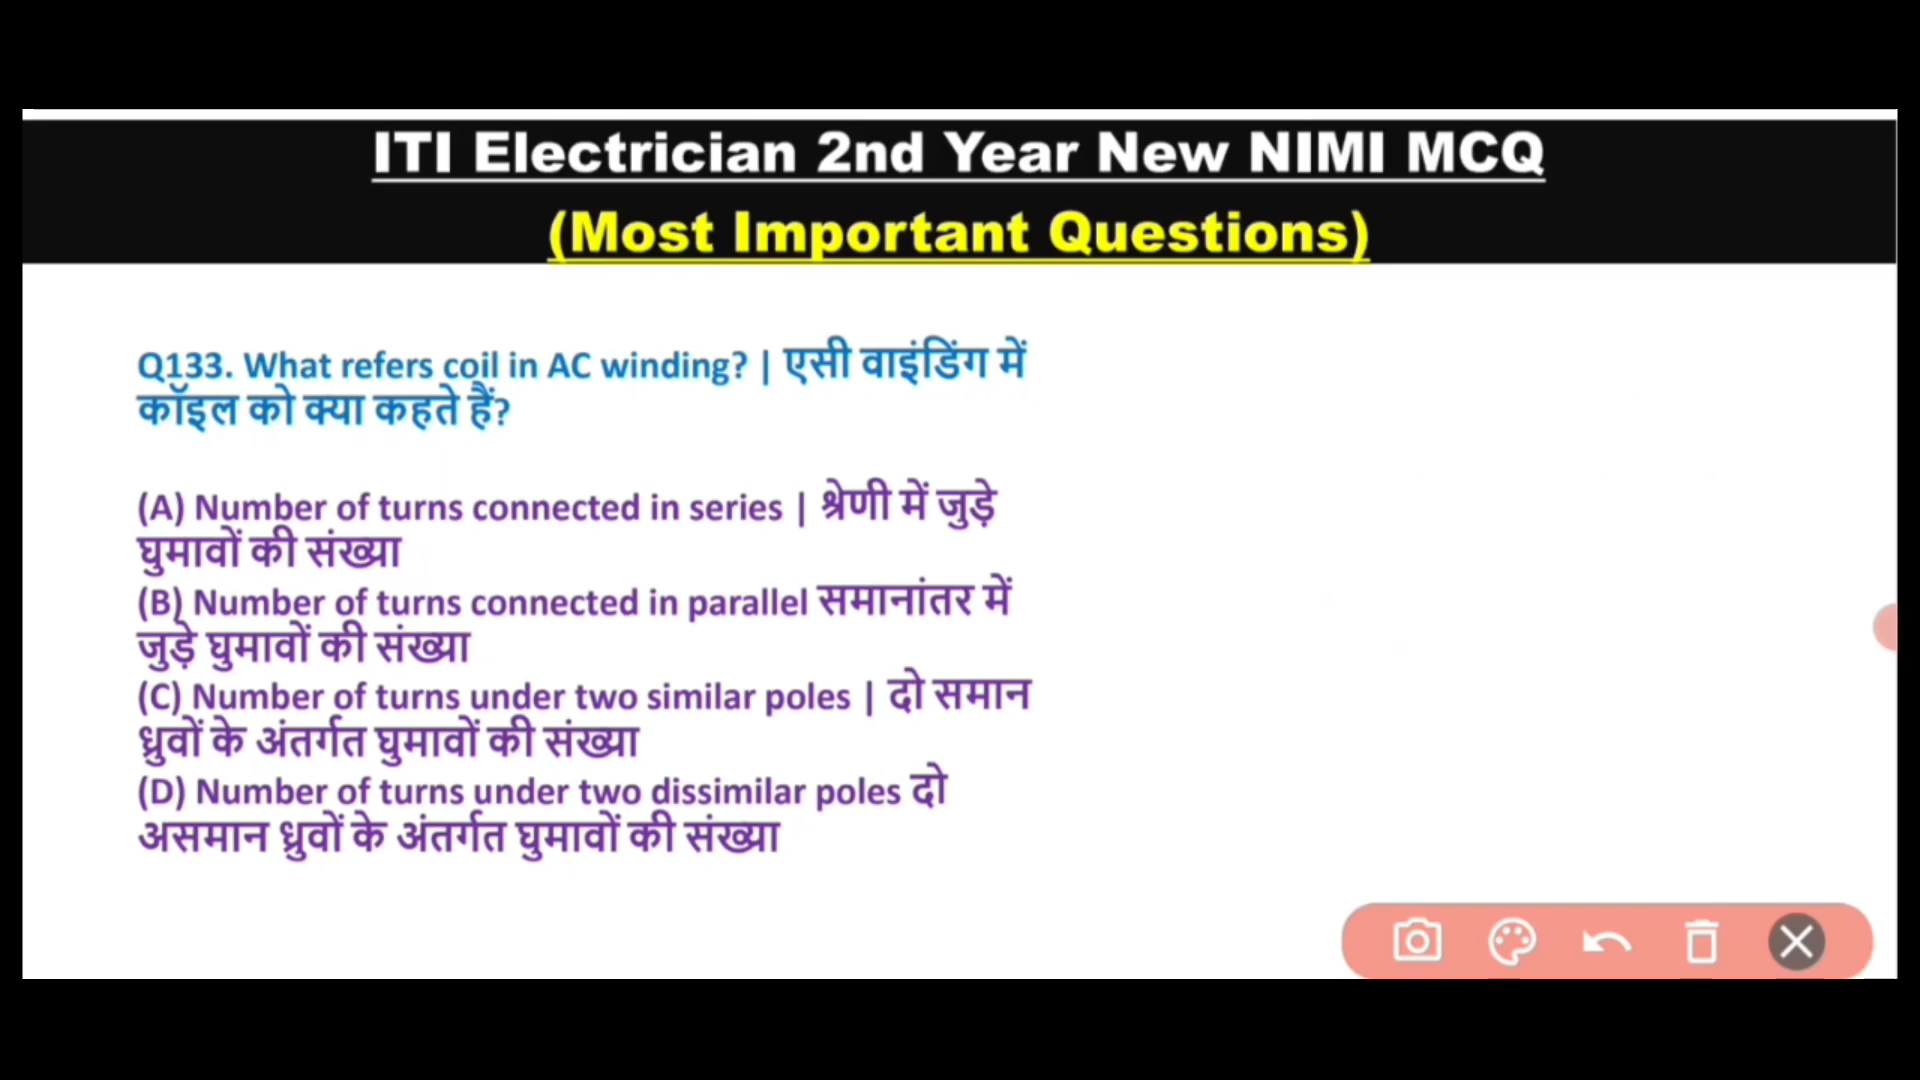 ITI Electrician 2nd Year New NIMI MCQ
(Most Important Questions)
Q133. What refers coil in AC winding? | एसी वाइंडिंग में
कॉइल को क्या कहते हैं?
(A) Number of turns connected in series | श्रेणी में जुड़े
घुमावों की संख्या
(B) Number of turns connected in parallel समानांतर में
जुड़े घुमावों की संख्या
(C) Number of turns under two similar poles | दो समान
ध्रुवों के अंतर्गत घुमावों की संख्या
(D) Number of turns under two dissimilar poles दो
असमान ध्रुवों के अंतर्गत घुमावों की संख्या